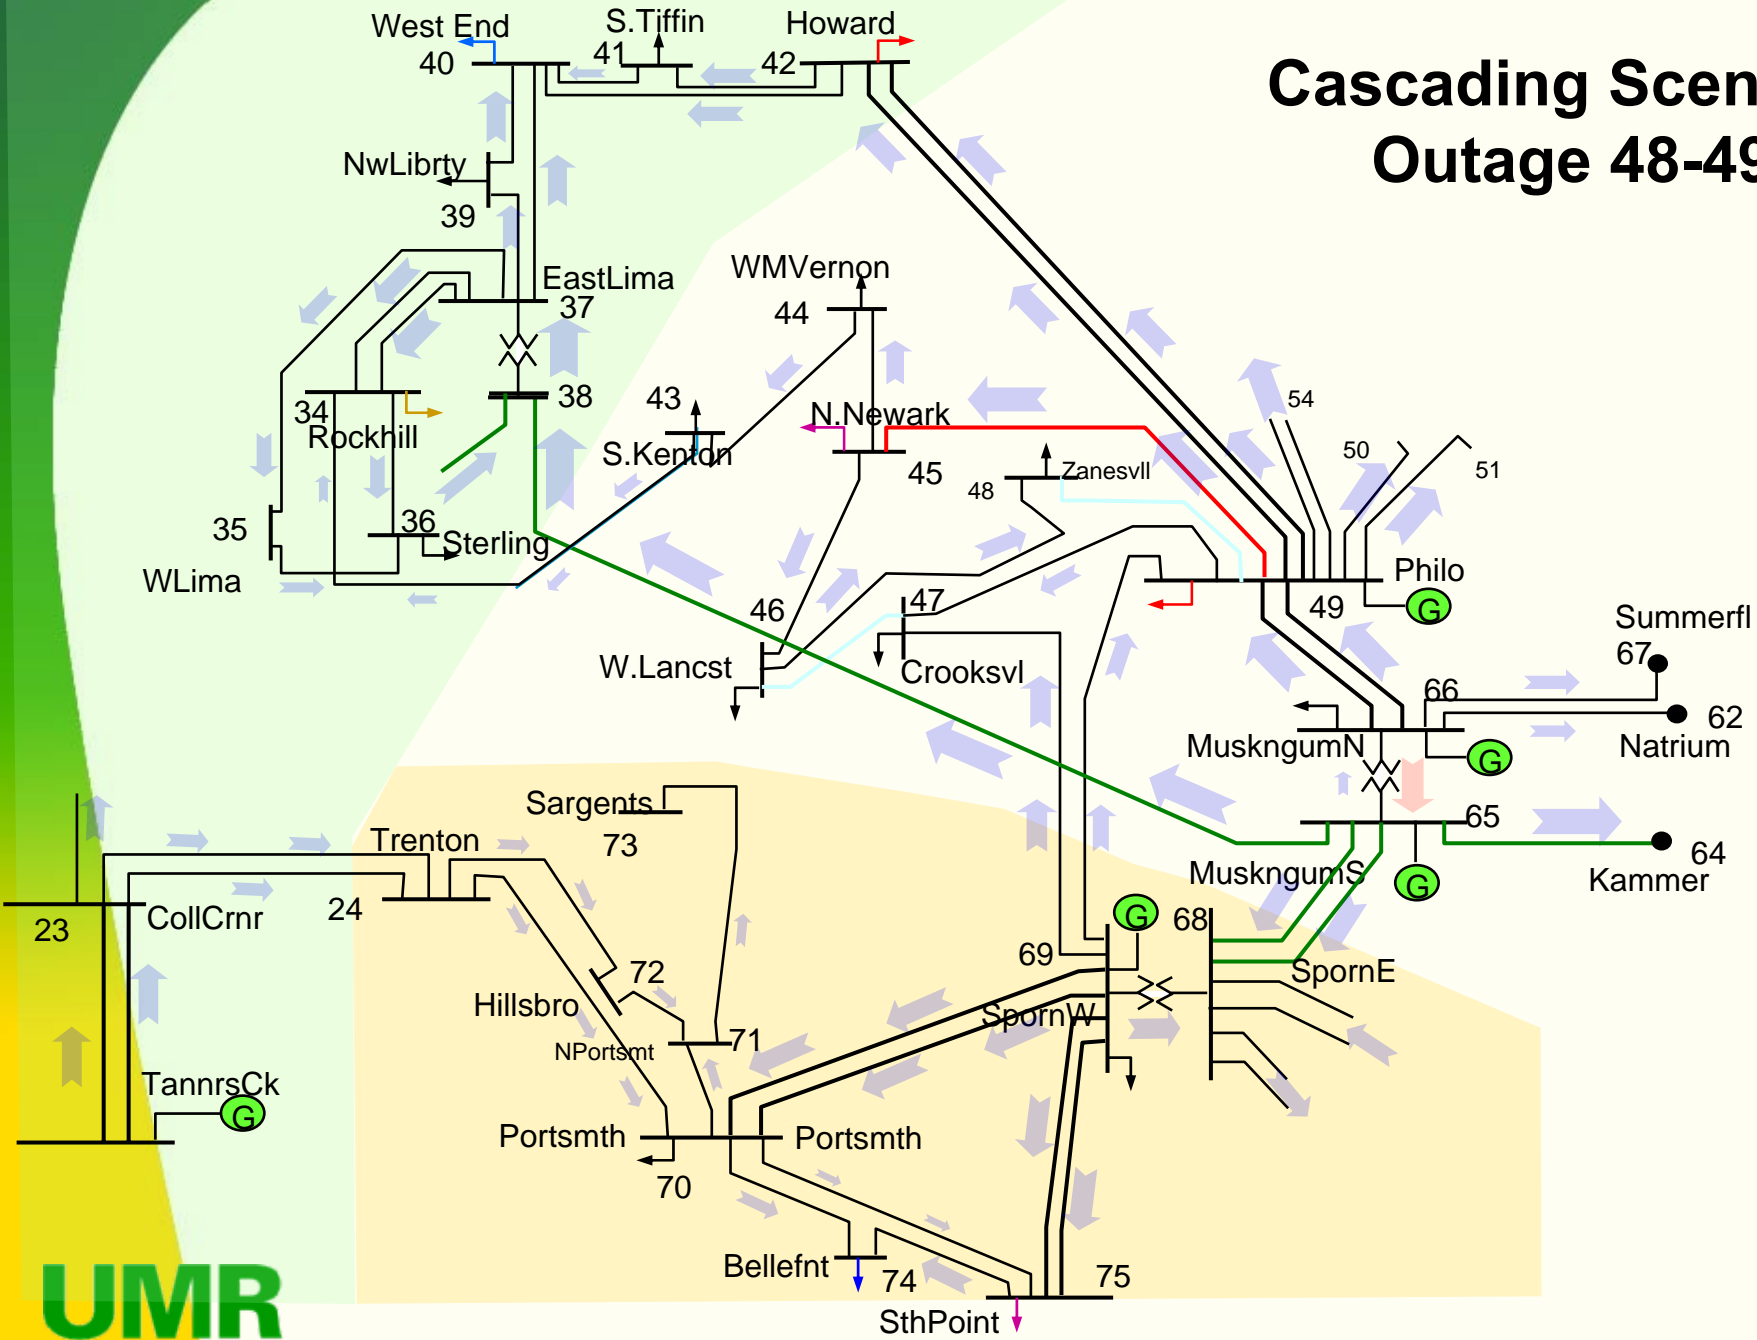 Cascading Scen
Outage 48-49
West End
40
S.Tiffin
41
Howard
42
NwLibrty
39
EastLima
37
38
34
Rockhill
35
WLima
36
Sterling
WMVernon
44
43
S.Kenton
N.Newark
45
48
Zanesvll
54
50
51
Philo
49
G
46
W.Lancst
47
Crooksvl
Summerfl
67
66
62
Natrium
MuskngumN
G
65
MuskngumS
G
64
Kammer
Sargents
73
Trenton
24
23
CollCrnr
72
Hillsbro
NPortsmt
71
G
69
68
SpornW
SpornE
TannrsCk
G
Portsmth
Portsmth
70
Bellefnt
74
75
SthPoint
UMR